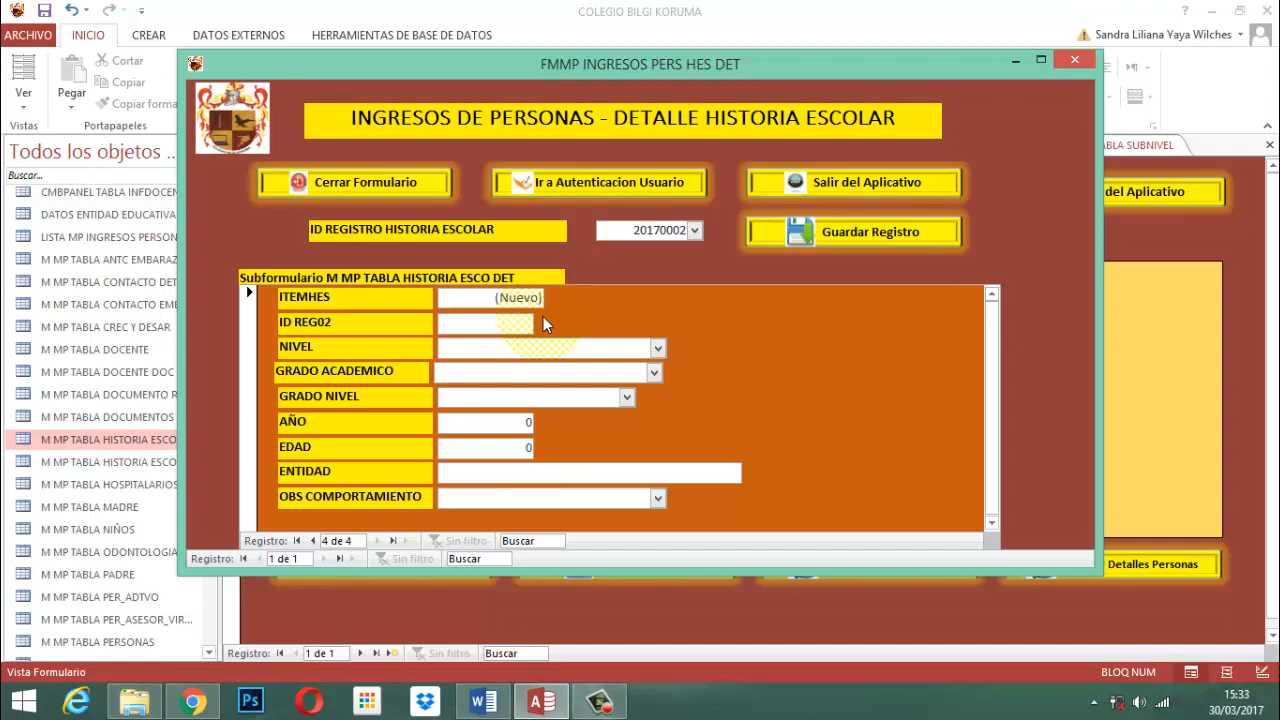 COLEGIO BILGI KORUMA
ARCHIVO
INICIO
CREAR
DATOS EXTERNOS
HERRAMIENTAS DE BASE DE DATOS
Sandra Liliana Yaya Wilches
Ver
Pegar
Cortar
Copiar
Copiar forma
Vistas
Portapapeles
FMMP INGRESOS PERS HES DET
INGRESOS DE PERSONAS - DETALLE HISTORIA ESCOLAR
Cerrar Formulario
Ir a Autenticacion Usuario
Salir del Aplicativo
ID REGISTRO HISTORIA ESCOLAR
20170002
Guardar Registro
Subformulario M MP TABLA HISTORIA ESCO DET
ITEMHES
(Nuevo)
ID REG02
NIVEL
GRADO ACADEMICO
GRADO NIVEL
AÑO
0
EDAD
0
ENTIDAD
OBS COMPORTAMIENTO
Registro:
4 de 4
Sin filtro
Buscar
Registro:
1 de 1
Sin filtro
Buscar
Todos los objetos ...
Buscar...
CMBPANEL TABLA INFDOCEN
DATOS ENTIDAD EDUCATIVA
LISTA MP INGRESOS PERSON
M MP TABLA ANTC EMBARAZ
M MP TABLA CONTACTO DET
M MP TABLA CONTACTO EME
M MP TABLA CREC Y DESAR
M MP TABLA DOCENTE
M MP TABLA DOCENTE DOC
M MP TABLA DOCUMENTO R
M MP TABLA DOCUMENTOS
M MP TABLA HISTORIA ESCO
M MP TABLA HISTORIA ESCO
M MP TABLA HOSPITALARIOS
M MP TABLA MADRE
M MP TABLA NIÑOS
M MP TABLA ODONTOLOGIA
M MP TABLA PADRE
M MP TABLA PER_ADTVO
M MP TABLA PER_ASESOR_VIR...
M MP TABLA PERSONAS
ABLA SUBNIVEL
del Aplicativo
Detalles Personas
Registro:
1 de 1
Sin filtro
Buscar
Vista Formulario
BLOQ NUM
15:33
30/03/2017